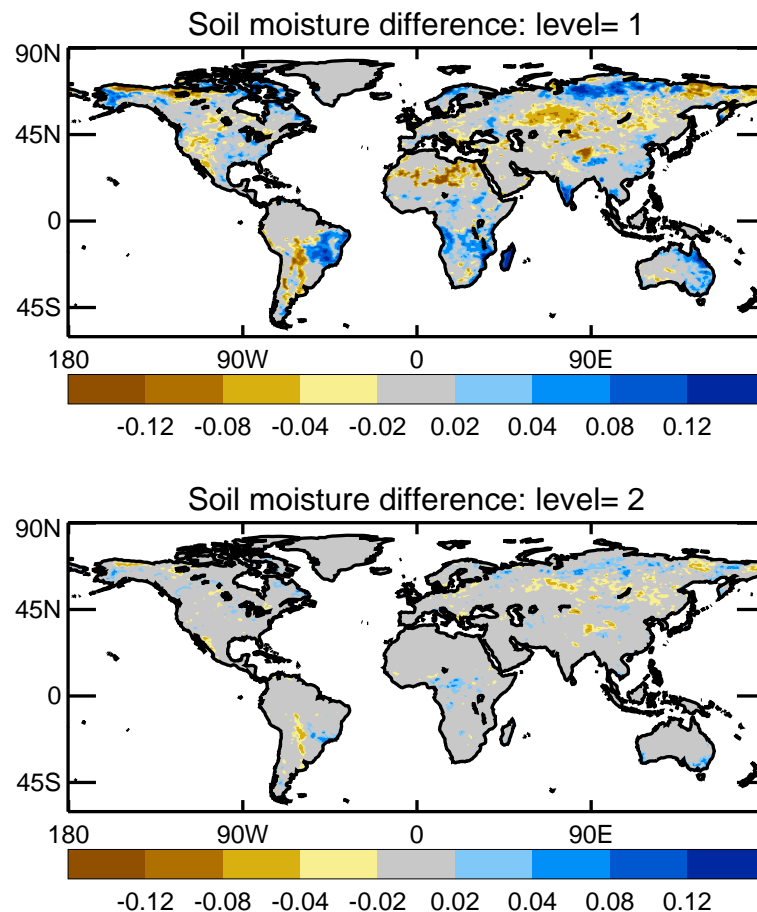 Soil moisture difference: level= 1
90N
45N
0
45S
180 90W 0 90E
-0.12 -0.08 -0.04 -0.02 0.02 0.04 0.08 0.12
Soil moisture difference: level= 2
90N
45N
0
45S
180 90W 0 90E
-0.12 -0.08 -0.04 -0.02 0.02 0.04 0.08 0.12